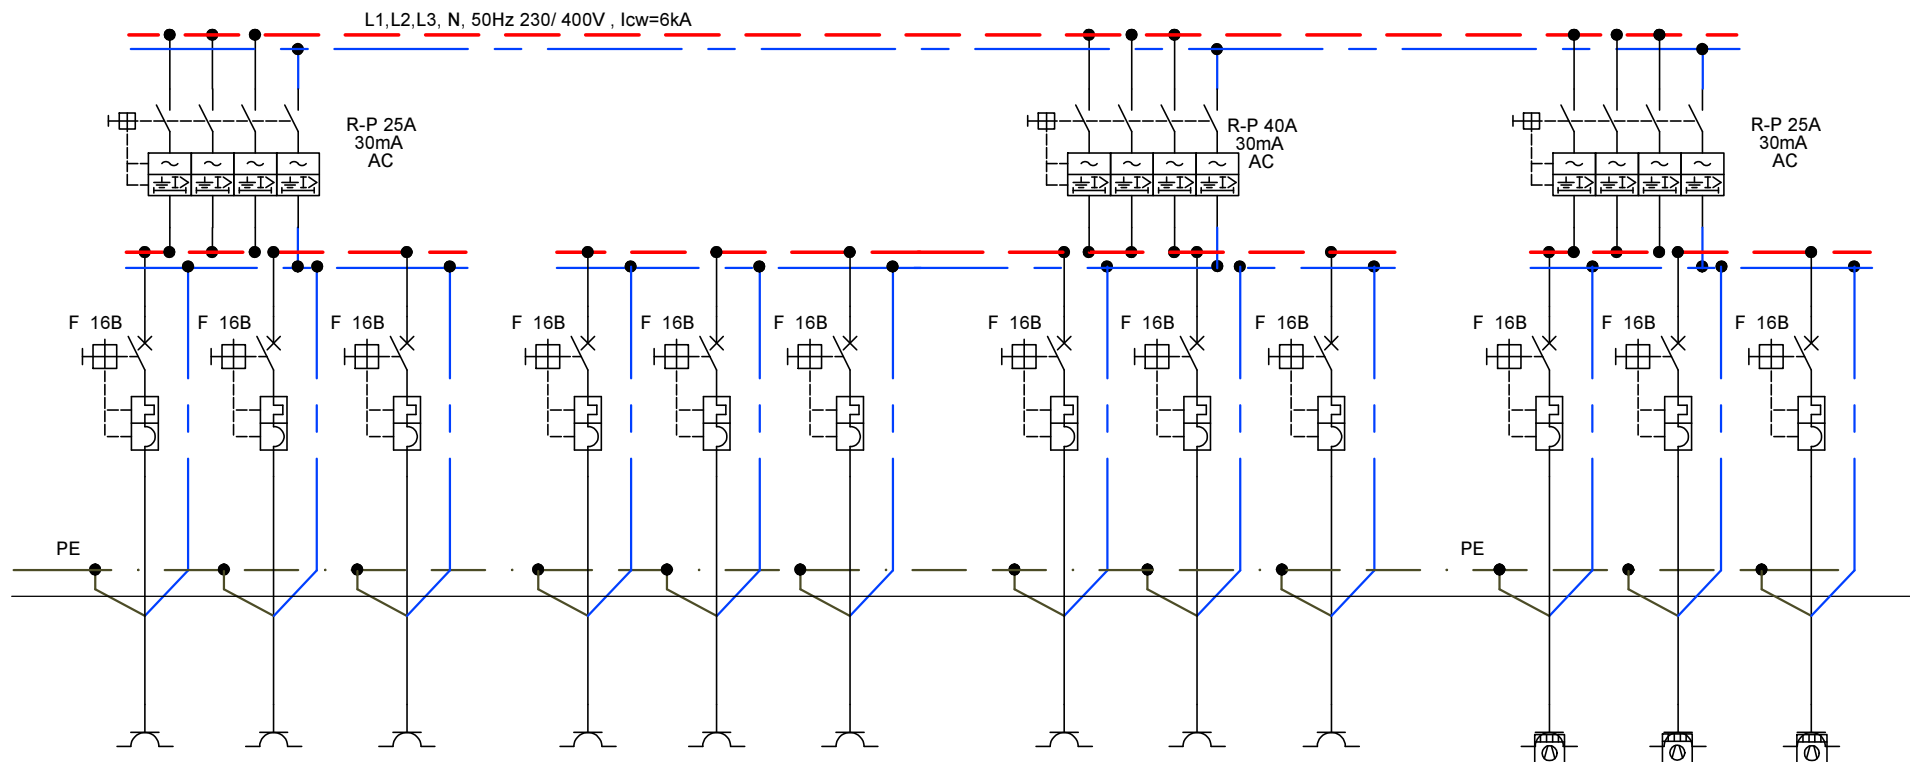 L1,L2,L3, N, 50Hz 230/ 400V , Icw=6kA
R-P 25A
30mA
AC
R-P 40A
30mA
AC
R-P 25A
30mA
AC
F 16B
F 16B
F 16B
F 16B
F 16B
F 16B
F 16B
F 16B
F 16B
F 16B
F 16B
F 16B
PE
PE